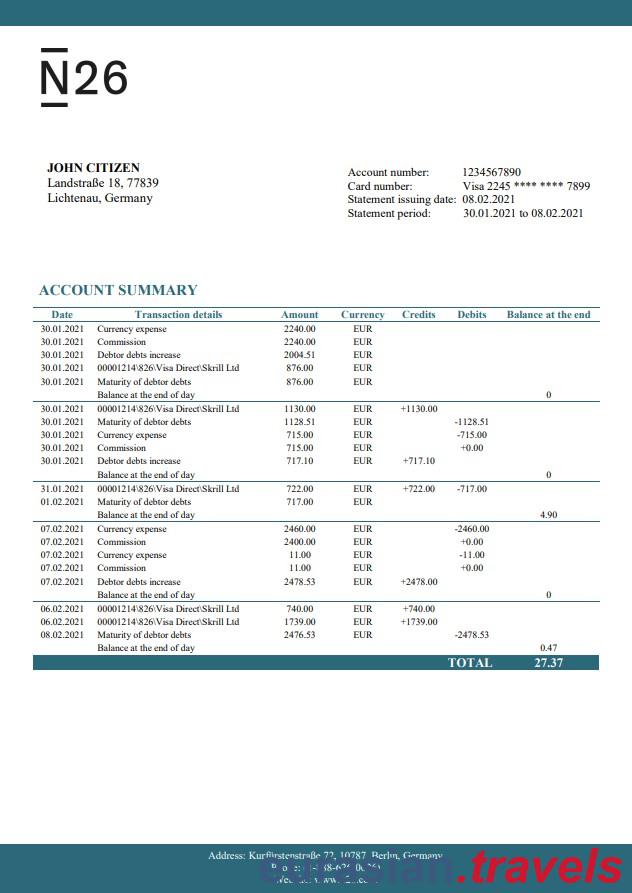 N26
JOHN CITIZEN
Landstraße 18, 77839
Lichtenau, Germany
Account number: 1234567890
Card number: Visa 2245 **** **** 7899
Statement issuing date: 08.02.2021
Statement period: 30.01.2021 to 08.02.2021
ACCOUNT SUMMARY
Date Transaction details Amount Currency Credits Debits Balance at the end
30.01.2021 Currency expense 2240.00 EUR
30.01.2021 Commission 2240.00 EUR
30.01.2021 Debtor debts increase 2004.51 EUR
30.01.2021 00001214\826\Visa Direct\Skrill Ltd 876.00 EUR
30.01.2021 Maturity of debtor debts 876.00 EUR
Balance at the end of day 0
30.01.2021 00001214\826\Visa Direct\Skrill Ltd 1130.00 EUR +1130.00
30.01.2021 Maturity of debtor debts 1128.51 EUR -1128.51
30.01.2021 Currency expense 715.00 EUR -715.00
30.01.2021 Commission 715.00 EUR +0.00
30.01.2021 Debtor debts increase 717.10 EUR +717.10
Balance at the end of day 0
31.01.2021 00001214\826\Visa Direct\Skrill Ltd 722.00 EUR +722.00 -717.00
01.02.2021 Maturity of debtor debts 717.00 EUR
Balance at the end of day 4.90
07.02.2021 Currency expense 2460.00 EUR -2460.00
07.02.2021 Commission 2400.00 EUR +0.00
07.02.2021 Currency expense 11.00 EUR -11.00
07.02.2021 Commission 11.00 EUR +0.00
07.02.2021 Debtor debts increase 2478.53 EUR +2478.00
Balance at the end of day 0
06.02.2021 00001214\826\Visa Direct\Skrill Ltd 740.00 EUR +740.00
06.02.2021 00001214\826\Visa Direct\Skrill Ltd 1739.00 EUR +1739.00
08.02.2021 Maturity of debtor debts 2476.53 EUR -2478.53
Balance at the end of day 0.47
TOTAL 27.37
Address: Kurfürstenstraße 72, 10787, Berlin, Germany
.travels